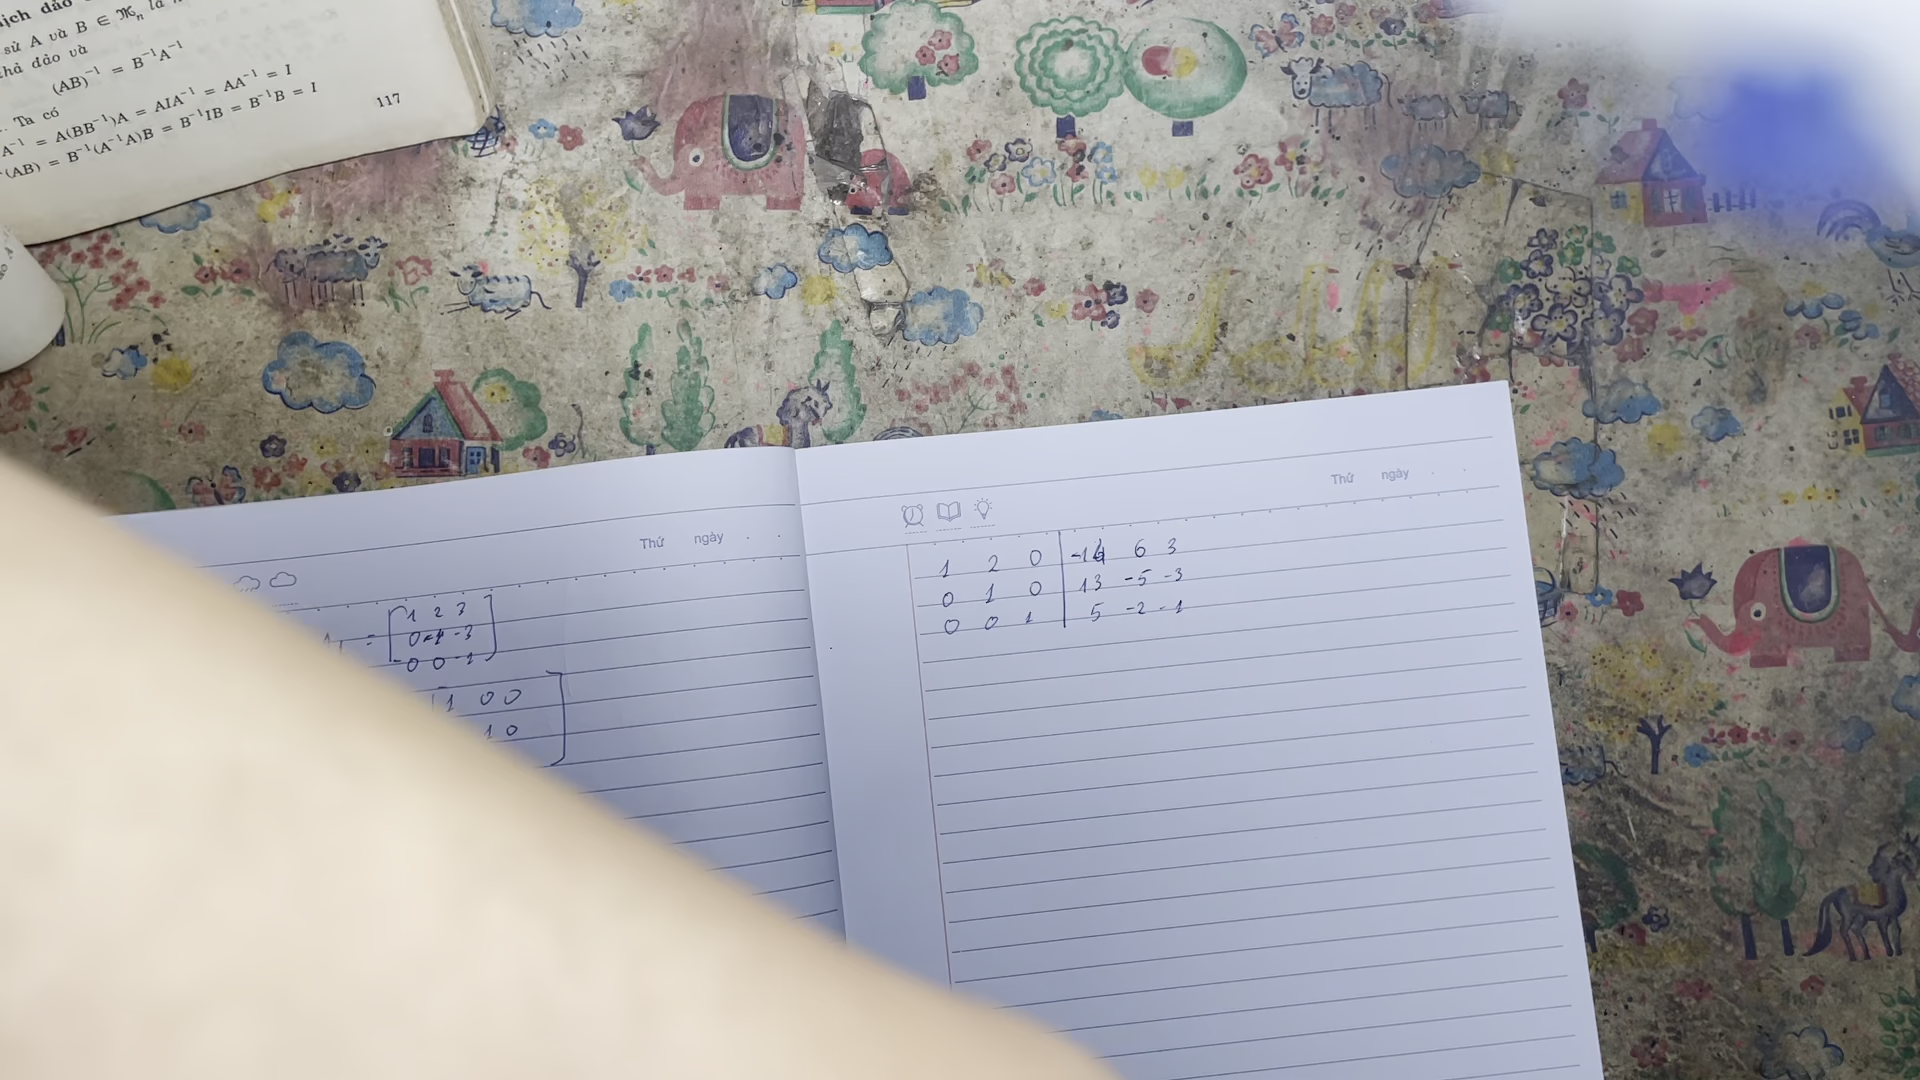 ịch đảo
sử A và B ∈ 𝔐ₙ là
khả đảo và
(AB)⁻¹ = B⁻¹A⁻¹
Ta có
A⁻¹ = A(BB⁻¹)A = AIA⁻¹ = AA⁻¹ = I
(AB) = B⁻¹(A⁻¹A)B = B⁻¹IB = B⁻¹B = I
117
Thứ ngày
= 1 2 3
0 -1 -3
0 0 -1
1 0 0
1 0
Thứ ngày
1 2 0 | -14 6 3
0 1 0 | 13 -5 -3
0 0 1 | 5 -2 -1